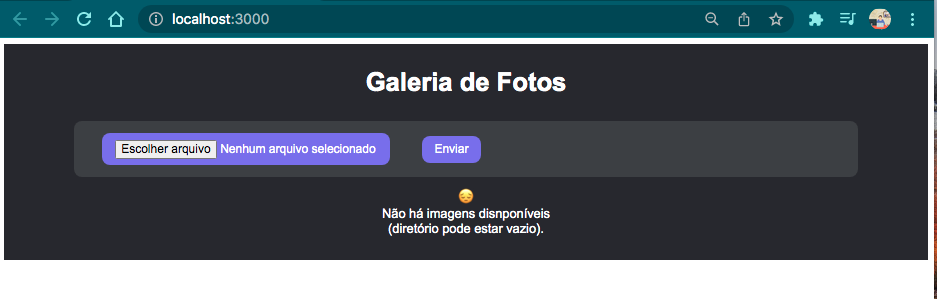 localhost:3000
Galeria de Fotos
Escolher arquivo Nenhum arquivo selecionado
Enviar
😔
Não há imagens disnponíveis
(diretório pode estar vazio).